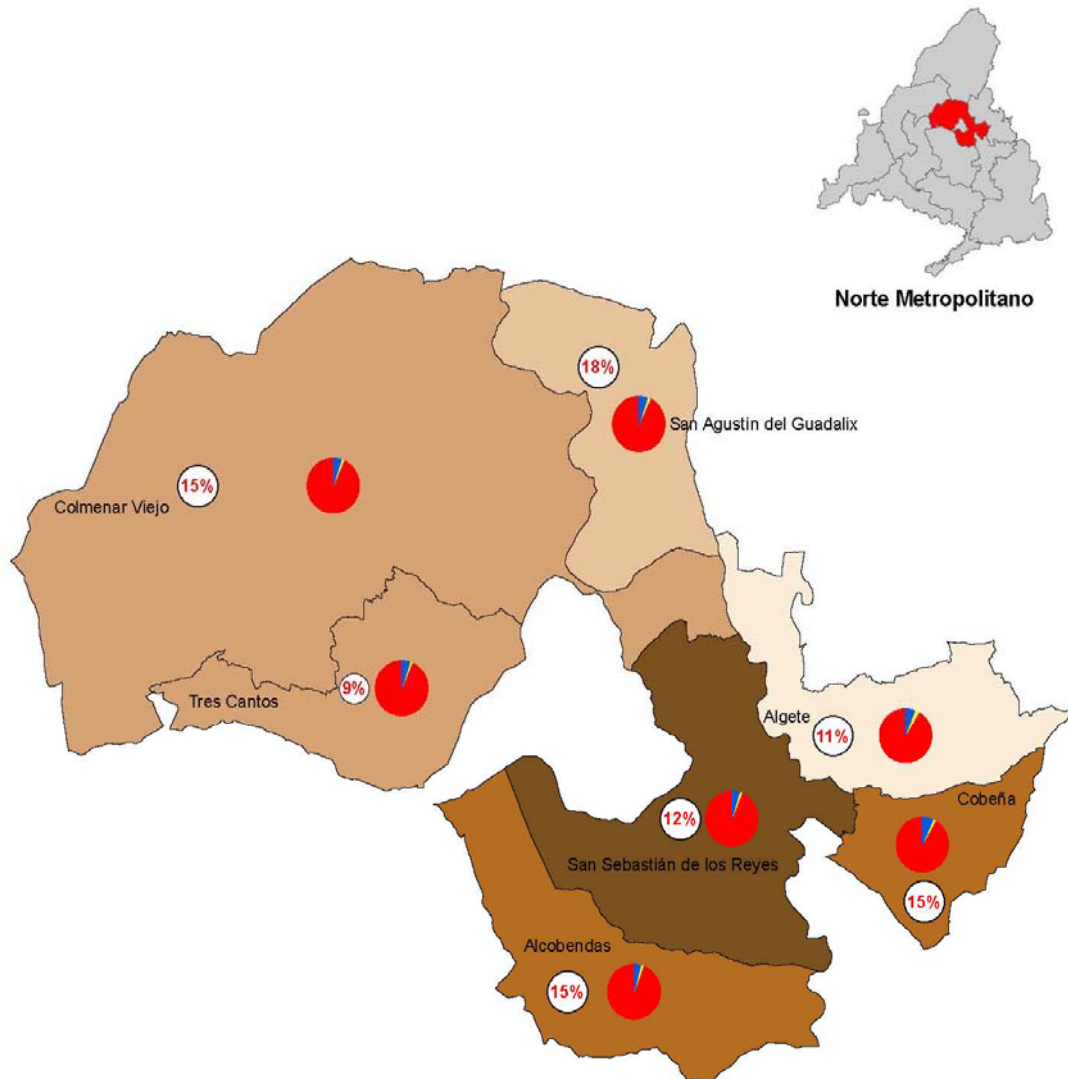 Norte Metropolitano
18%
San Agustín del Guadalix
15%
Colmenar Viejo
9%
Tres Cantos
Algete
11%
Cobeña
12%
15%
San Sebastián de los Reyes
Alcobendas
15%